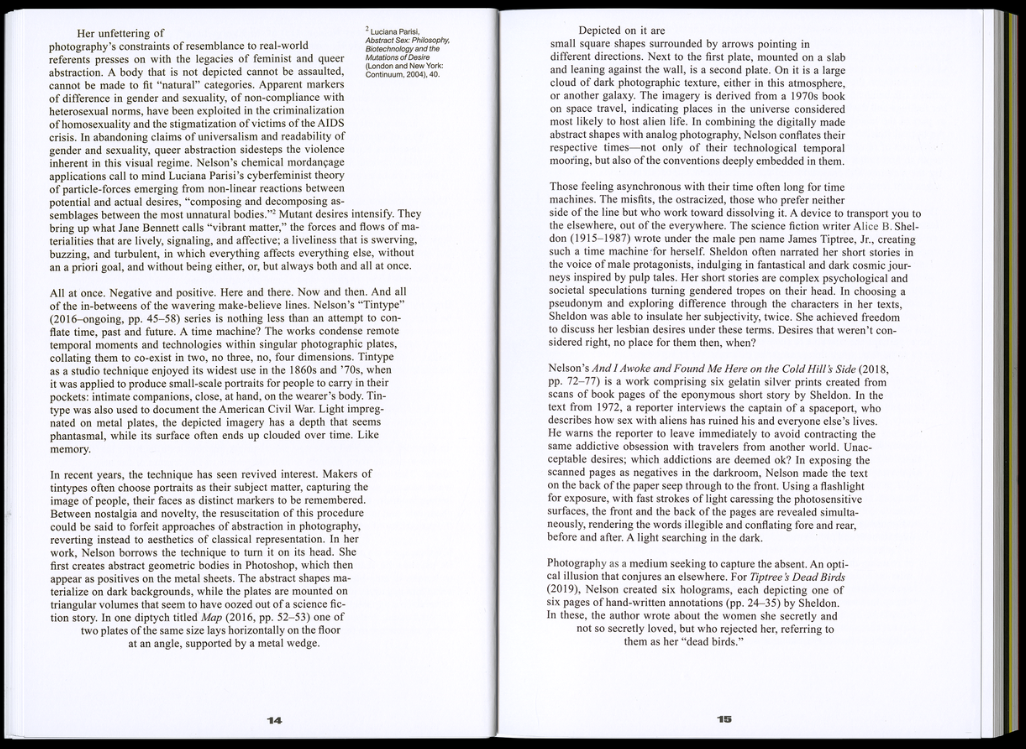 Her unfettering of
photography's constraints of resemblance to real-world
referents presses on with the legacies of feminist and queer
abstraction. A body that is not depicted cannot be assaulted,
cannot be made to fit “natural” categories. Apparent markers
of difference in gender and sexuality, of non-compliance with
heterosexual norms, have been exploited in the criminalization
of homosexuality and the stigmatization of victims of the AIDS
crisis. In abandoning claims of universalism and readability of
gender and sexuality, queer abstraction sidesteps the violence
inherent in this visual regime. Nelson's chemical mordançage
applications call to mind Luciana Parisi's cyberfeminist theory
of particle-forces emerging from non-linear reactions between
potential and actual desires, “composing and decomposing as-
semblages between the most unnatural bodies.”² Mutant desires intensify. They
bring up what Jane Bennett calls “vibrant matter,” the forces and flows of ma-
terialities that are lively, signaling, and affective; a liveliness that is swerving,
buzzing, and turbulent, in which everything affects everything else, without
an a priori goal, and without being either, or, but always both and all at once.
² Luciana Parisi,
Abstract Sex: Philosophy,
Biotechnology and the
Mutations of Desire
(London and New York:
Continuum, 2004), 40.
All at once. Negative and positive. Here and there. Now and then. And all
of the in-betweens of the wavering make-believe lines. Nelson's “Tintype”
(2016–ongoing, pp. 45–58) series is nothing less than an attempt to con-
flate time, past and future. A time machine? The works condense remote
temporal moments and technologies within singular photographic plates,
collating them to co-exist in two, no three, no, four dimensions. Tintype
as a studio technique enjoyed its widest use in the 1860s and '70s, when
it was applied to produce small-scale portraits for people to carry in their
pockets: intimate companions, close, at hand, on the wearer's body. Tin-
type was also used to document the American Civil War. Light impreg-
nated on metal plates, the depicted imagery has a depth that seems
phantasmal, while its surface often ends up clouded over time. Like
memory.
In recent years, the technique has seen revived interest. Makers of
tintypes often choose portraits as their subject matter, capturing the
image of people, their faces as distinct markers to be remembered.
Between nostalgia and novelty, the resuscitation of this procedure
could be said to forfeit approaches of abstraction in photography,
reverting instead to aesthetics of classical representation. In her
work, Nelson borrows the technique to turn it on its head. She
first creates abstract geometric bodies in Photoshop, which then
appear as positives on the metal sheets. The abstract shapes ma-
terialize on dark backgrounds, while the plates are mounted on
triangular volumes that seem to have oozed out of a science fic-
tion story. In one diptych titled Map (2016, pp. 52–53) one of
two plates of the same size lays horizontally on the floor
at an angle, supported by a metal wedge.
14
Depicted on it are
small square shapes surrounded by arrows pointing in
different directions. Next to the first plate, mounted on a slab
and leaning against the wall, is a second plate. On it is a large
cloud of dark photographic texture, either in this atmosphere,
or another galaxy. The imagery is derived from a 1970s book
on space travel, indicating places in the universe considered
most likely to host alien life. In combining the digitally made
abstract shapes with analog photography, Nelson conflates their
respective times—not only of their technological temporal
mooring, but also of the conventions deeply embedded in them.
Those feeling asynchronous with their time often long for time
machines. The misfits, the ostracized, those who prefer neither
side of the line but who work toward dissolving it. A device to transport you to
the elsewhere, out of the everywhere. The science fiction writer Alice B. Shel-
don (1915–1987) wrote under the male pen name James Tiptree, Jr., creating
such a time machine for herself. Sheldon often narrated her short stories in
the voice of male protagonists, indulging in fantastical and dark cosmic jour-
neys inspired by pulp tales. Her short stories are complex psychological and
societal speculations turning gendered tropes on their head. In choosing a
pseudonym and exploring difference through the characters in her texts,
Sheldon was able to insulate her subjectivity, twice. She achieved freedom
to discuss her lesbian desires under these terms. Desires that weren't con-
sidered right, no place for them then, when?
Nelson's And I Awoke and Found Me Here on the Cold Hill's Side (2018,
pp. 72–77) is a work comprising six gelatin silver prints created from
scans of book pages of the eponymous short story by Sheldon. In the
text from 1972, a reporter interviews the captain of a spaceport, who
describes how sex with aliens has ruined his and everyone else's lives.
He warns the reporter to leave immediately to avoid contracting the
same addictive obsession with travelers from another world. Unac-
ceptable desires; which addictions are deemed ok? In exposing the
scanned pages as negatives in the darkroom, Nelson made the text
on the back of the paper seep through to the front. Using a flashlight
for exposure, with fast strokes of light caressing the photosensitive
surfaces, the front and the back of the pages are revealed simulta-
neously, rendering the words illegible and conflating fore and rear,
before and after. A light searching in the dark.
Photography as a medium seeking to capture the absent. An opti-
cal illusion that conjures an elsewhere. For Tiptree's Dead Birds
(2019), Nelson created six holograms, each depicting one of
six pages of hand-written annotations (pp. 24–35) by Sheldon.
In these, the author wrote about the women she secretly and
not so secretly loved, but who rejected her, referring to
them as her “dead birds.”
15